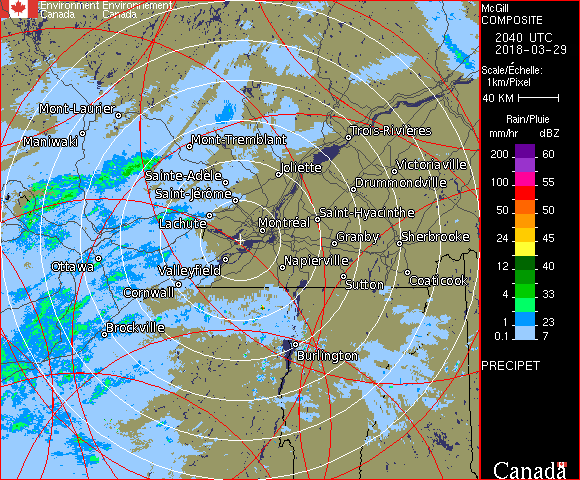 Environment Environnement
Canada Canada
McGill
COMPOSITE
2040 UTC
2018-03-29
Scale/Échelle:
1km/Pixel
40 KM
Rain/Pluie
mm/hr dBZ
200 60
100 55
50 50
24 45
12 40
4 33
1 23
0.1 7
PRECIPET
Canada
Mont-Laurier
Maniwaki
Mont-Tremblant
Trois-Rivières
Sainte-Adèle
Joliette
Victoriaville
Saint-Jérôme
Drummondville
Lachute
Saint-Hyacinthe
Montréal
Granby
Sherbrooke
Ottawa
Valleyfield
Napierville
Cornwall
Sutton
Coaticook
Brockville
Burlington